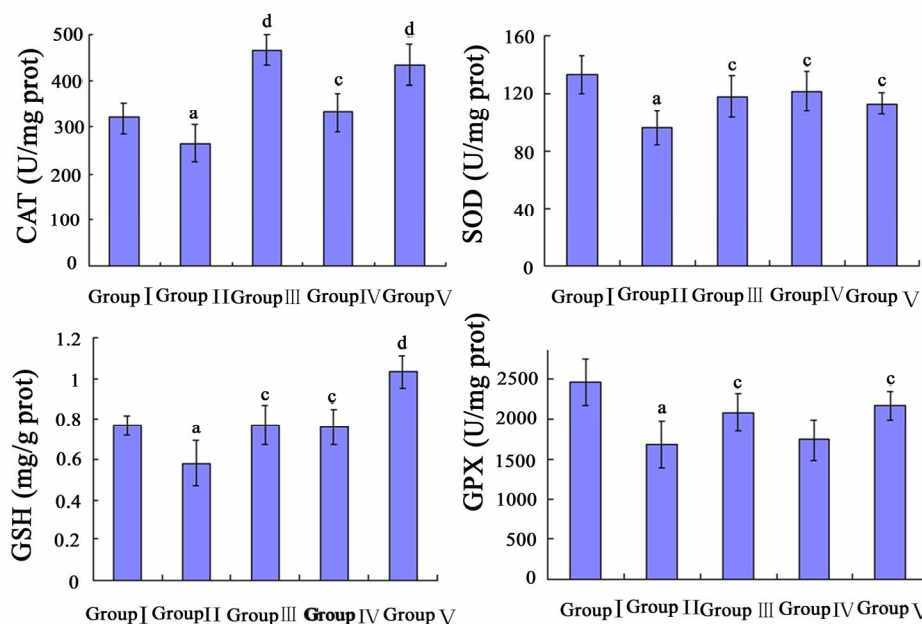 CAT (U/mg prot)
500
400
300
200
100
0
a
d
c
d
Group I Group II Group III Group IV Group V
SOD (U/mg prot)
160
120
80
40
0
a
c
c
c
Group I Group II Group III Group IV Group V
GSH (mg/g prot)
1.2
1
0.8
0.6
0.4
0.2
0
a
c
c
d
Group I Group II Group III Group IV Group V
GPX (U/mg prot)
2500
2000
1500
1000
500
0
a
c
c
Group I Group II Group III Group IV Group V